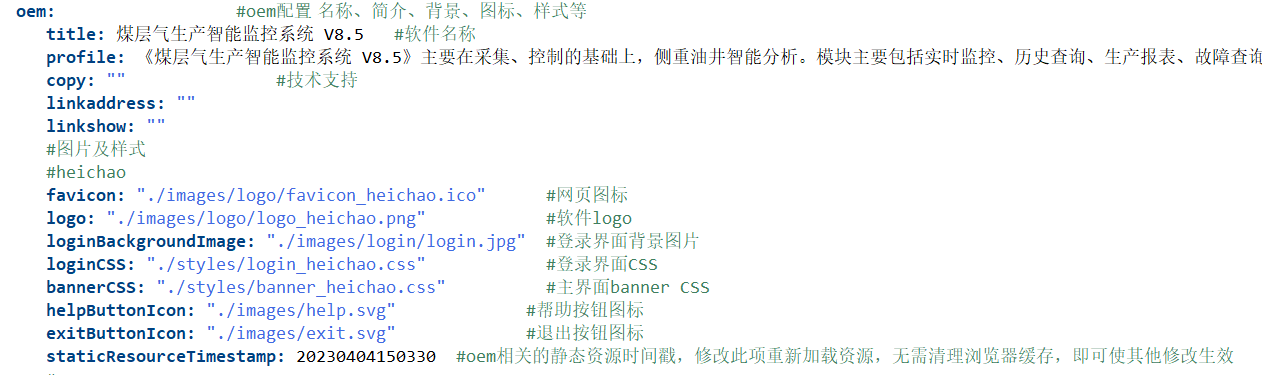 oem: #oem配置 名称、简介、背景、图标、样式等
title: 煤层气生产智能监控系统 V8.5 #软件名称
profile: 《煤层气生产智能监控系统 V8.5》主要在采集、控制的基础上，侧重油井智能分析。模块主要包括实时监控、历史查询、生产报表、故障查询
copy: "" #技术支持
linkaddress: ""
linkshow: ""
#图片及样式
#heichao
favicon: "./images/logo/favicon_heichao.ico" #网页图标
logo: "./images/logo/logo_heichao.png" #软件logo
loginBackgroundImage: "./images/login/login.jpg" #登录界面背景图片
loginCSS: "./styles/login_heichao.css" #登录界面CSS
bannerCSS: "./styles/banner_heichao.css" #主界面banner CSS
helpButtonIcon: "./images/help.svg" #帮助按钮图标
exitButtonIcon: "./images/exit.svg" #退出按钮图标
staticResourceTimestamp: 20230404150330 #oem相关的静态资源时间戳，修改此项重新加载资源，无需清理浏览器缓存，即可使其他修改生效